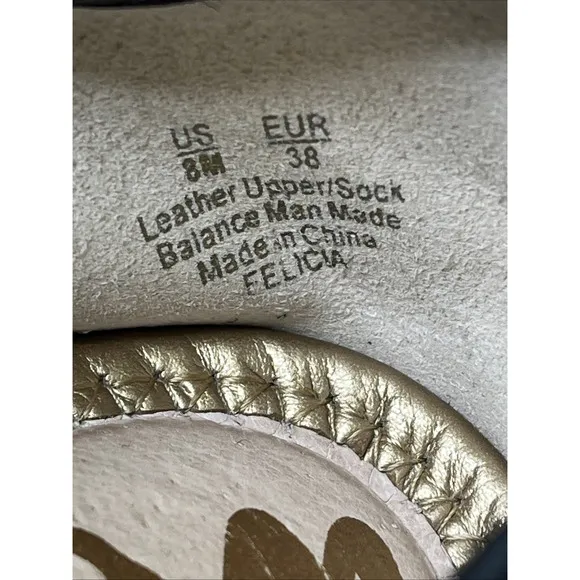 US EUR
8M 38
Leather Upper/Sock
Balance Man Made
Made in China
FELICIA